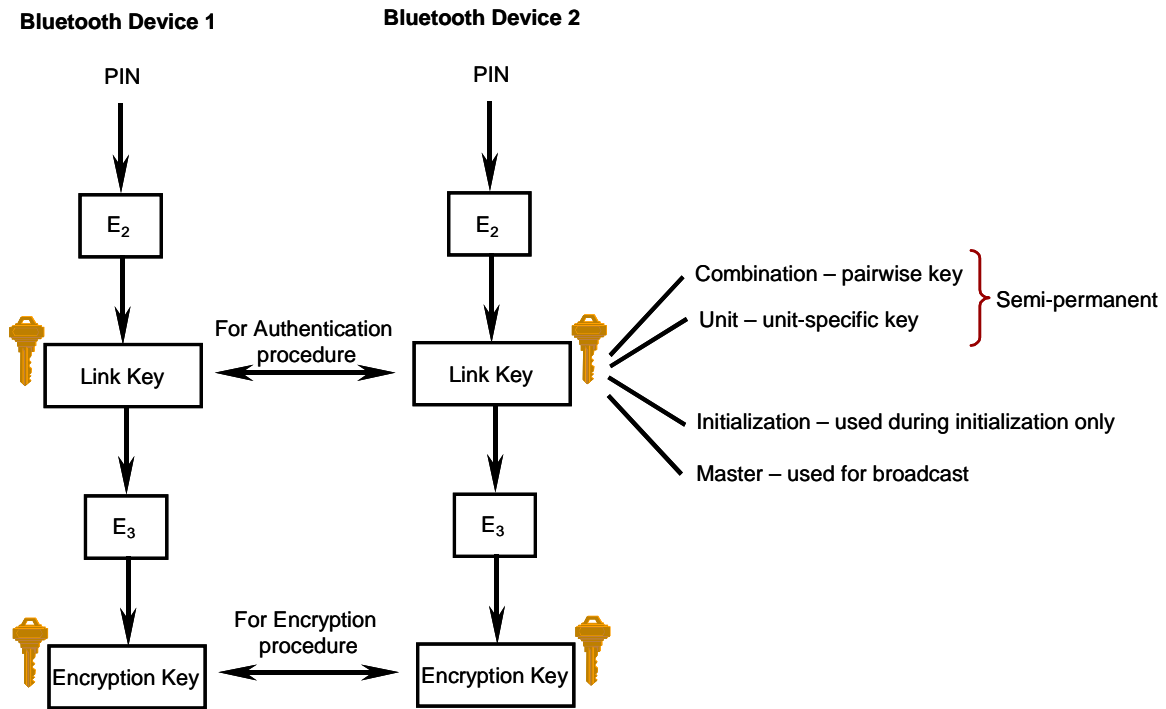 Bluetooth Device 1
Bluetooth Device 2
PIN
PIN
E₂
E₂
Combination – pairwise key
Unit – unit-specific key
Semi-permanent
For Authentication
procedure
Link Key
Link Key
Initialization – used during initialization only
Master – used for broadcast
E₃
E₃
For Encryption
procedure
Encryption Key
Encryption Key